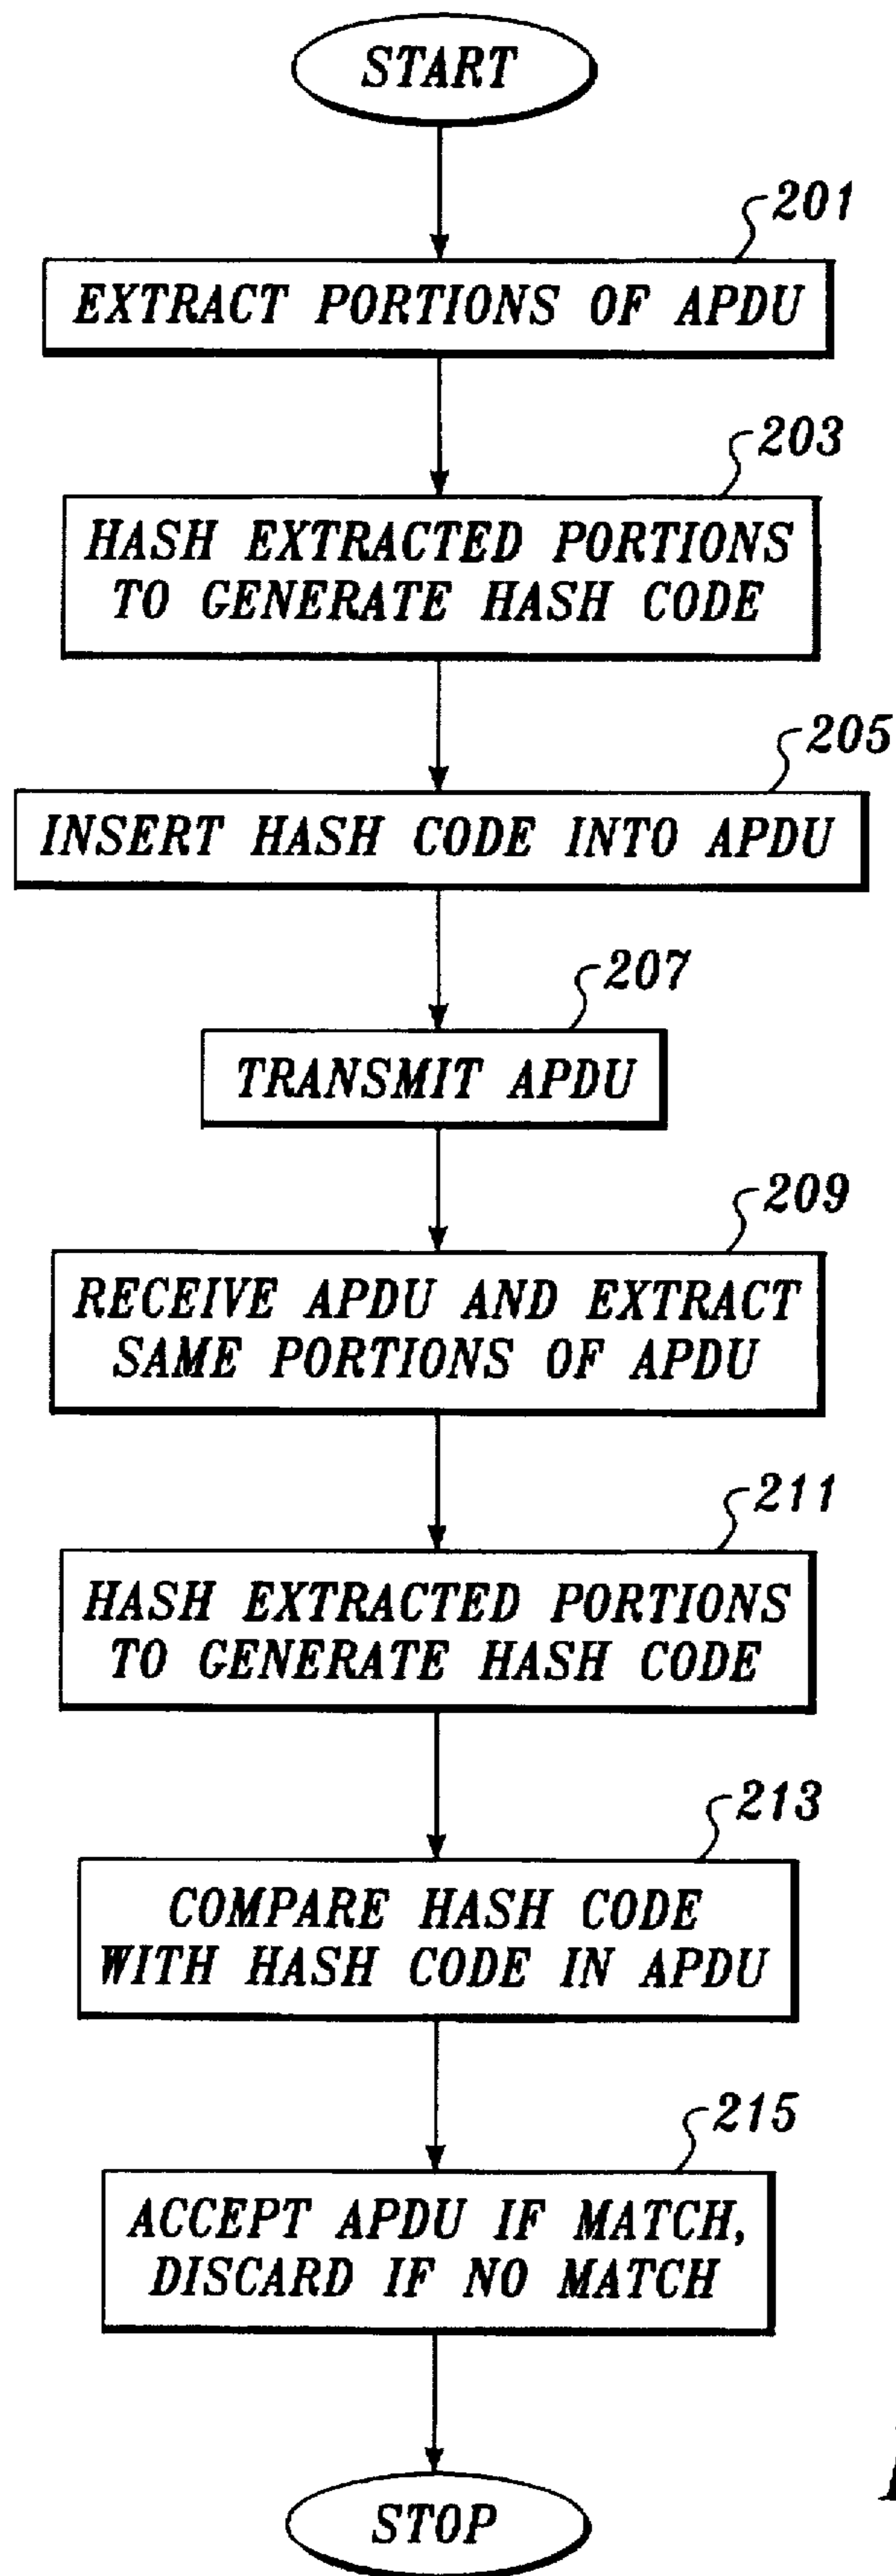 START
201
EXTRACT PORTIONS OF APDU
203
HASH EXTRACTED PORTIONS
TO GENERATE HASH CODE
205
INSERT HASH CODE INTO APDU
207
TRANSMIT APDU
209
RECEIVE APDU AND EXTRACT
SAME PORTIONS OF APDU
211
HASH EXTRACTED PORTIONS
TO GENERATE HASH CODE
213
COMPARE HASH CODE
WITH HASH CODE IN APDU
215
ACCEPT APDU IF MATCH,
DISCARD IF NO MATCH
STOP